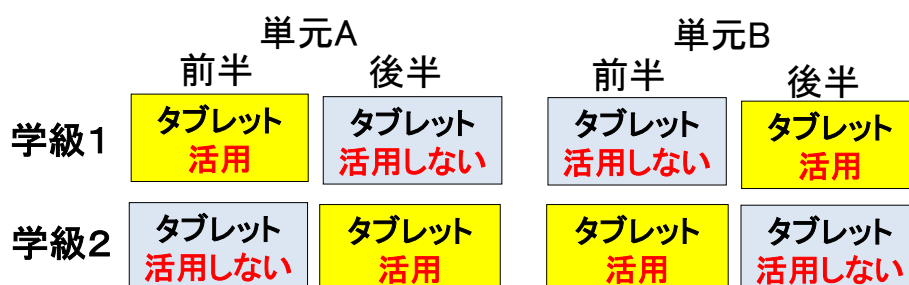 単元A 単元B
前半 後半 前半 後半
学級1 タブレット タブレット タブレット タブレット
活用 活用しない 活用しない 活用
学級2 タブレット タブレット タブレット タブレット
活用しない 活用 活用 活用しない